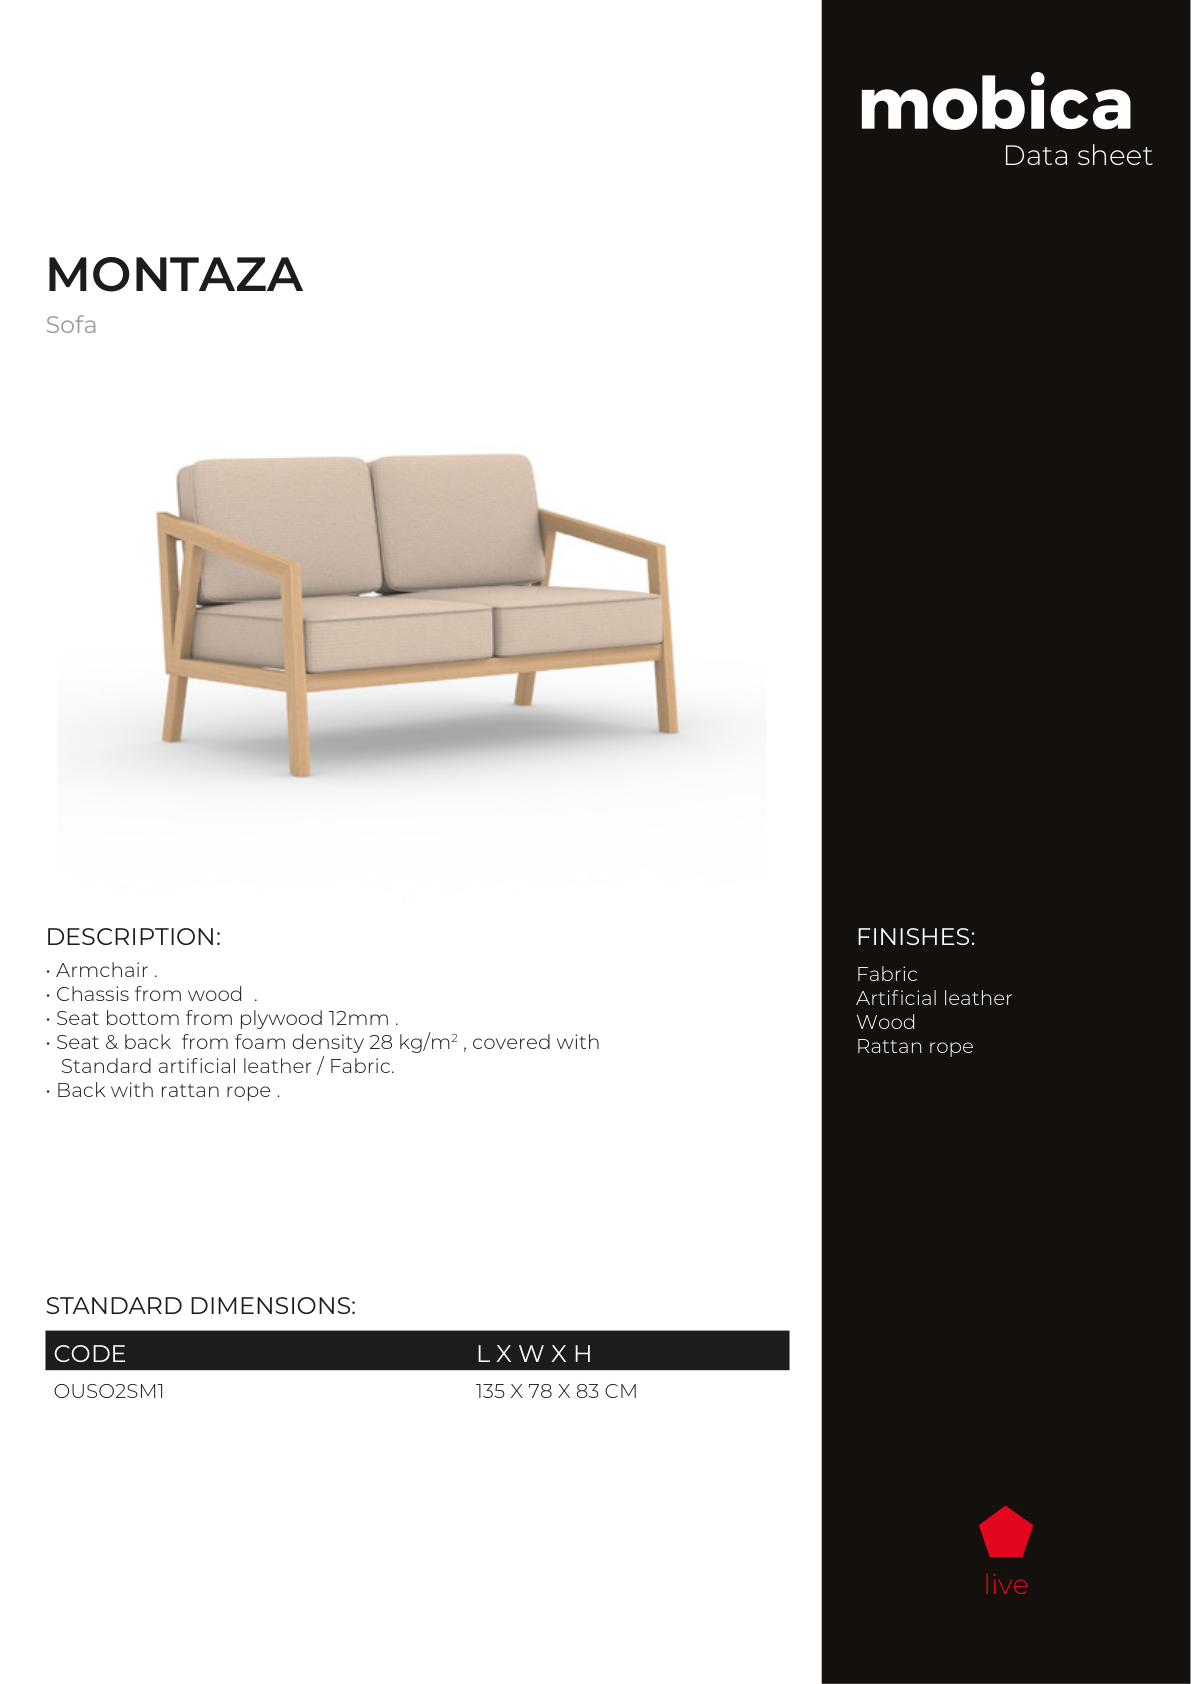 mobica
Data sheet
MONTAZA
Sofa
DESCRIPTION:
• Armchair .
• Chassis from wood  .
• Seat bottom from plywood 12mm .
• Seat & back  from foam density 28 kg/m² , covered with
Standard artificial leather / Fabric.
• Back with rattan rope .
FINISHES:
Fabric
Artificial leather
Wood
Rattan rope
STANDARD DIMENSIONS:
CODE L X W X H
OUSO2SM1 135 X 78 X 83 CM
live